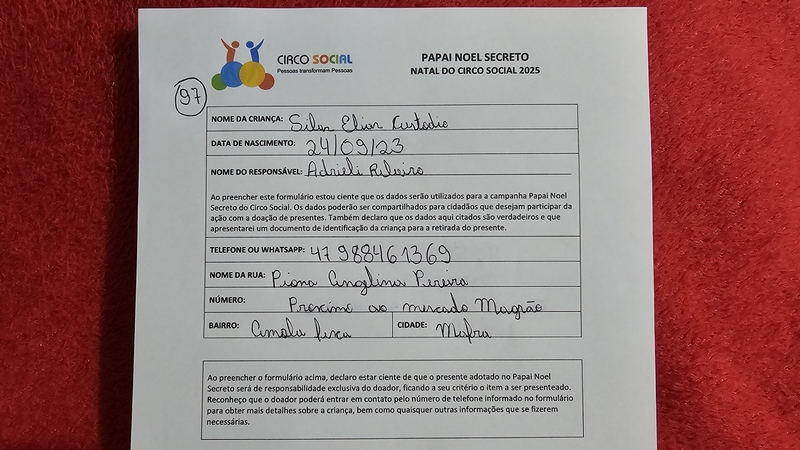 CIRCO SOCIAL
Pessoas transformam Pessoas
PAPAI NOEL SECRETO
NATAL DO CIRCO SOCIAL 2025
97
NOME DA CRIANÇA: Silas Elias Custodio
DATA DE NASCIMENTO: 24/09/23
NOME DO RESPONSÁVEL: Adrieli Ribeiro
Ao preencher este formulário estou ciente que os dados serão utilizados para a campanha Papai Noel
Secreto do Circo Social. Os dados poderão ser compartilhados para cidadãos que desejam participar da
ação com a doação de presentes. Também declaro que os dados aqui citados são verdadeiros e que
apresentarei um documento de identificação da criança para a retirada do presente.
TELEFONE OU WHATSAPP: 47 988461369
NOME DA RUA: Angelina Pereira
NÚMERO: Proximo ao mercado Magrão
BAIRRO: CIDADE: Mafra
Ao preencher o formulário acima, declaro estar ciente de que o presente adotado no Papai Noel
Secreto será de responsabilidade exclusiva do doador, ficando a seu critério o item a ser presenteado.
Reconheço que o doador poderá entrar em contato pelo número de telefone informado no formulário
para obter mais detalhes sobre a criança, bem como quaisquer outras informações que se fizerem
necessárias.